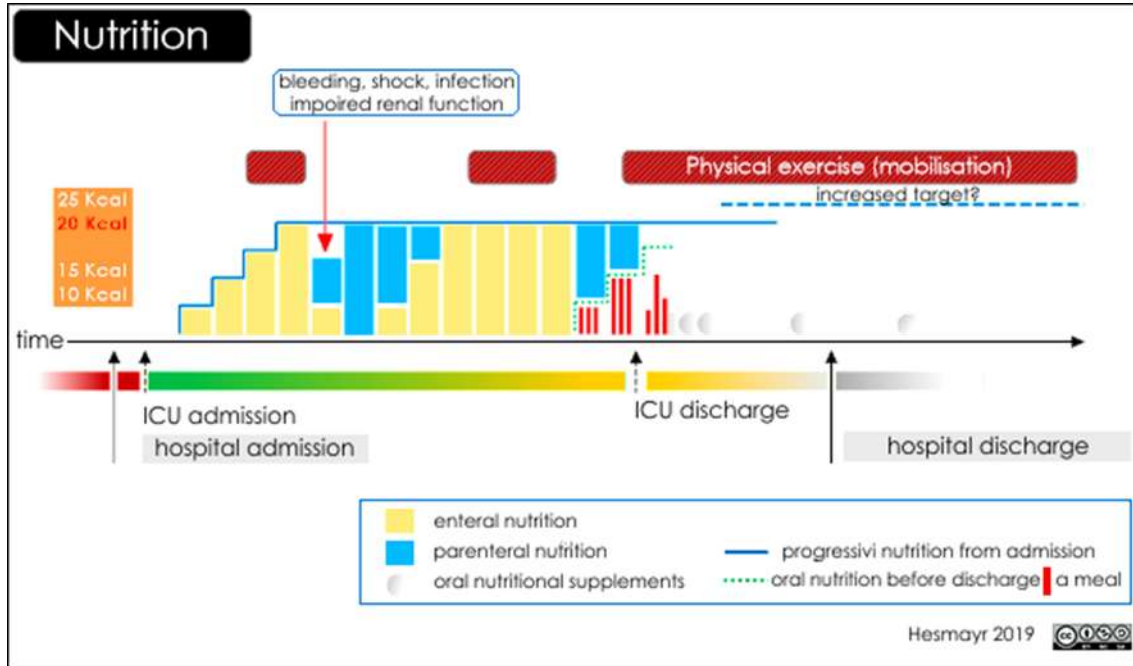 Nutrition
bleeding, shock, infection
impoired renal function
Physical exercise (mobilisation)
increased target?
25 Kcal
20 Kcal
15 Kcal
10 Kcal
time
ICU admission
hospital admission
ICU discharge
hospital discharge
enteral nutrition
parenteral nutrition
oral nutritional supplements
progressivi nutrition from admission
oral nutrition before discharge
a meal
Hesmayr 2019
cc